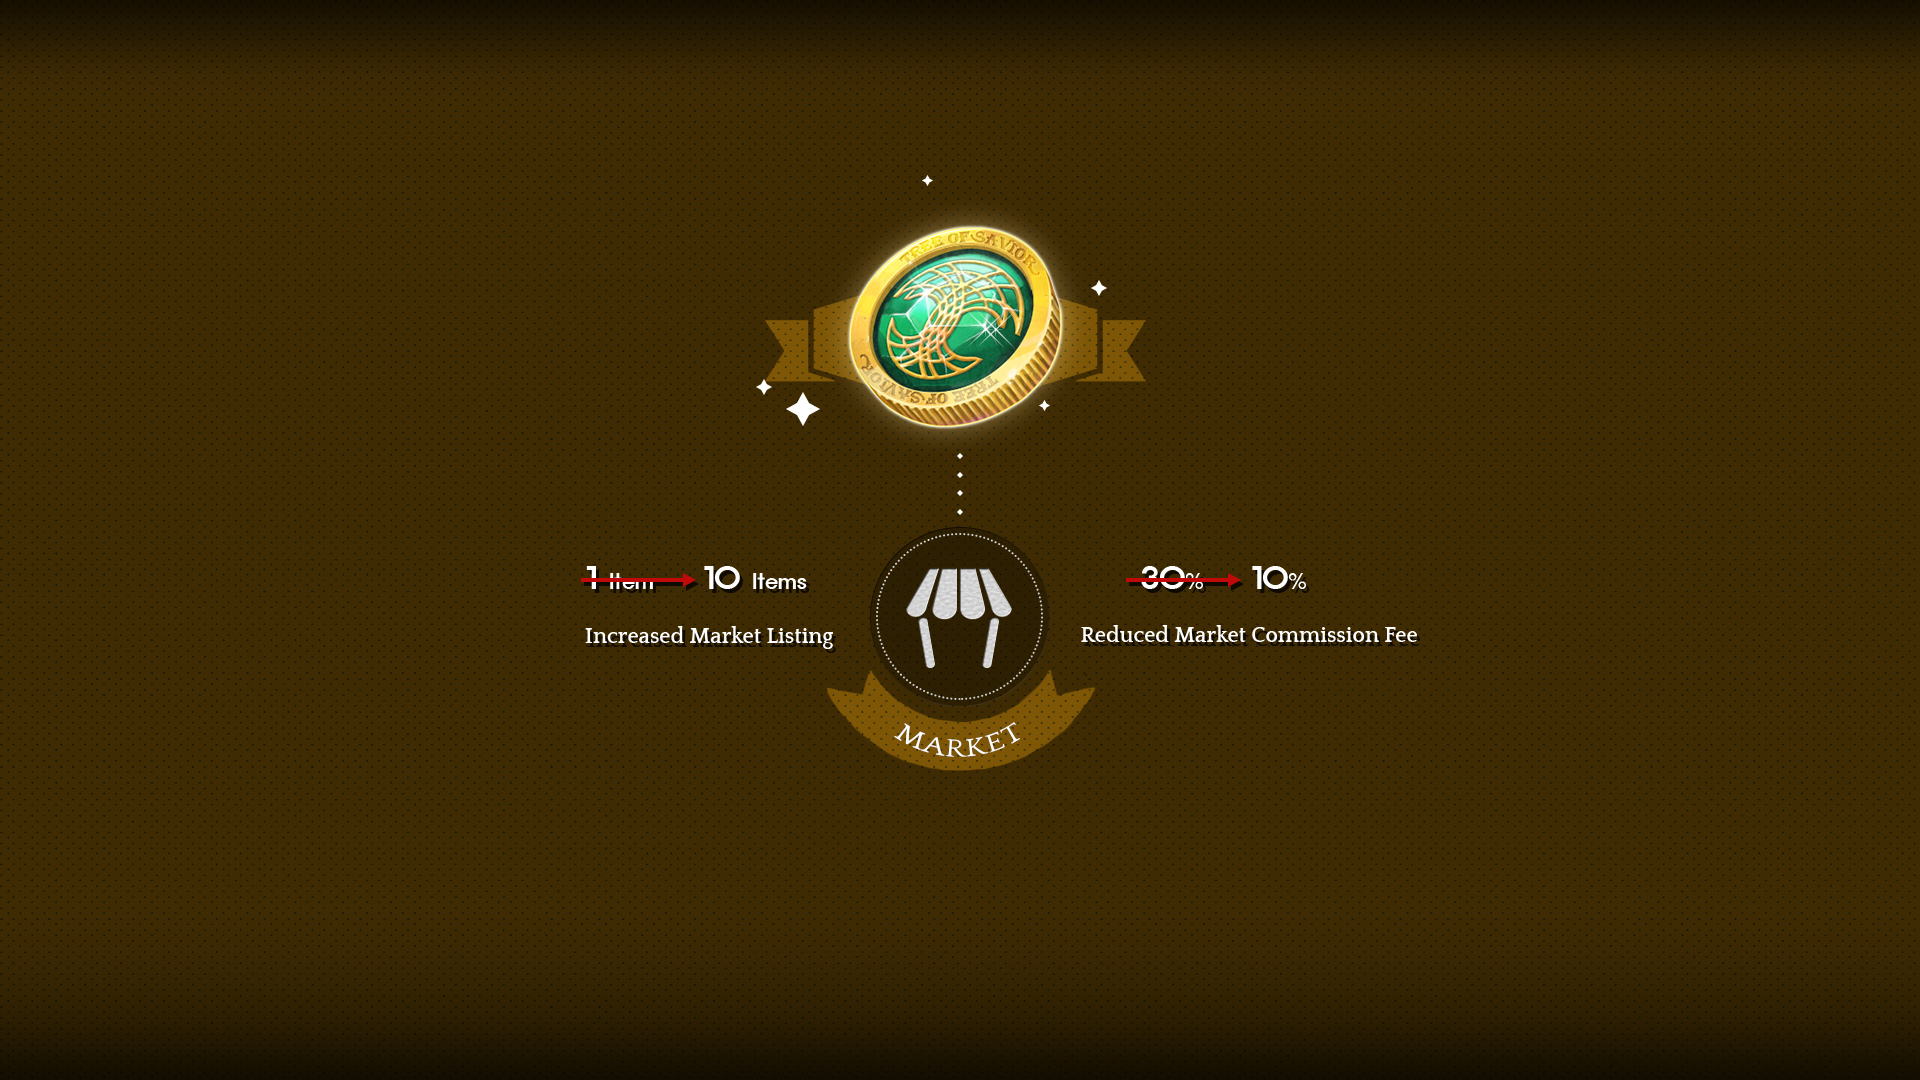 TREE OF SAVIOR
TREE OF SAVIOR
1 Item 10 Items
Increased Market Listing
30% 10%
Reduced Market Commission Fee
MARKET